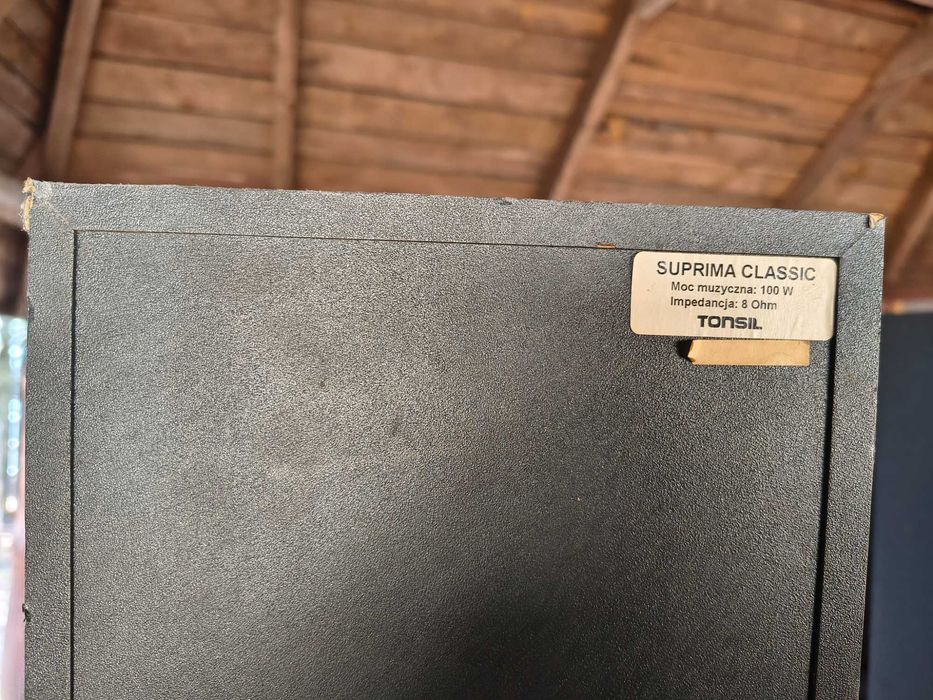 SUPRIMA CLASSIC
Moc muzyczna: 100 W
Impedancja: 8 Ohm
TONSIL